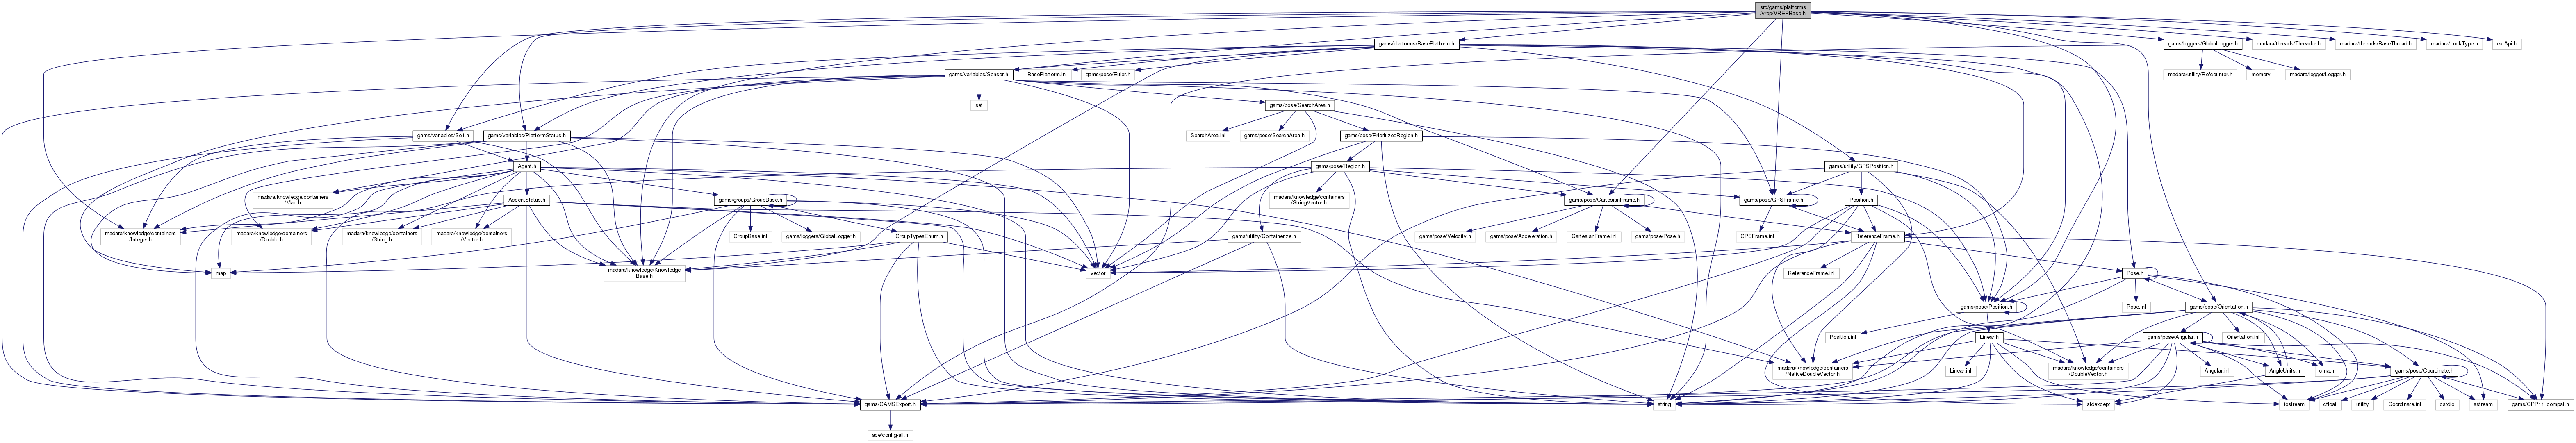 src/gams/platforms
/vrep/VREPBase.h
gams/platforms/BasePlatform.h
gams/loggers/GlobalLogger.h
madara/threads/Threader.h
madara/threads/BaseThread.h
madara/LockType.h
extApi.h
gams/variables/Sensor.h
BasePlatform.inl
gams/pose/Euler.h
madara/utility/Refcounter.h
memory
madara/logger/Logger.h
set
gams/pose/SearchArea.h
gams/variables/Self.h
gams/variables/PlatformStatus.h
SearchArea.inl
gams/pose/SearchArea.h
gams/pose/PrioritizedRegion.h
Agent.h
gams/pose/Region.h
gams/utility/GPSPosition.h
madara/knowledge/containers
/Map.h
AccentStatus.h
gams/groups/GroupBase.h
madara/knowledge/containers
/StringVector.h
gams/pose/CartesianFrame.h
gams/pose/GPSFrame.h
Position.h
madara/knowledge/containers
/Integer.h
madara/knowledge/containers
/Double.h
madara/knowledge/containers
/String.h
madara/knowledge/containers
/Vector.h
GroupBase.inl
gams/loggers/GlobalLogger.h
GroupTypesEnum.h
gams/utility/Containerize.h
gams/pose/Velocity.h
gams/pose/Acceleration.h
CartesianFrame.inl
gams/pose/Pose.h
GPSFrame.inl
ReferenceFrame.h
map
madara/knowledge/Knowledge
Base.h
vector
ReferenceFrame.inl
Pose.h
gams/pose/Position.h
Pose.inl
gams/pose/Orientation.h
Position.inl
Linear.h
gams/pose/Angular.h
Orientation.inl
madara/knowledge/containers
/NativeDoubleVector.h
Linear.inl
madara/knowledge/containers
/DoubleVector.h
Angular.inl
AngleUnits.h
cmath
gams/pose/Coordinate.h
gams/GAMSExport.h
string
stdexcept
iostream
cfloat
utility
Coordinate.inl
cstdio
sstream
gams/CPP11_compat.h
ace/config-all.h